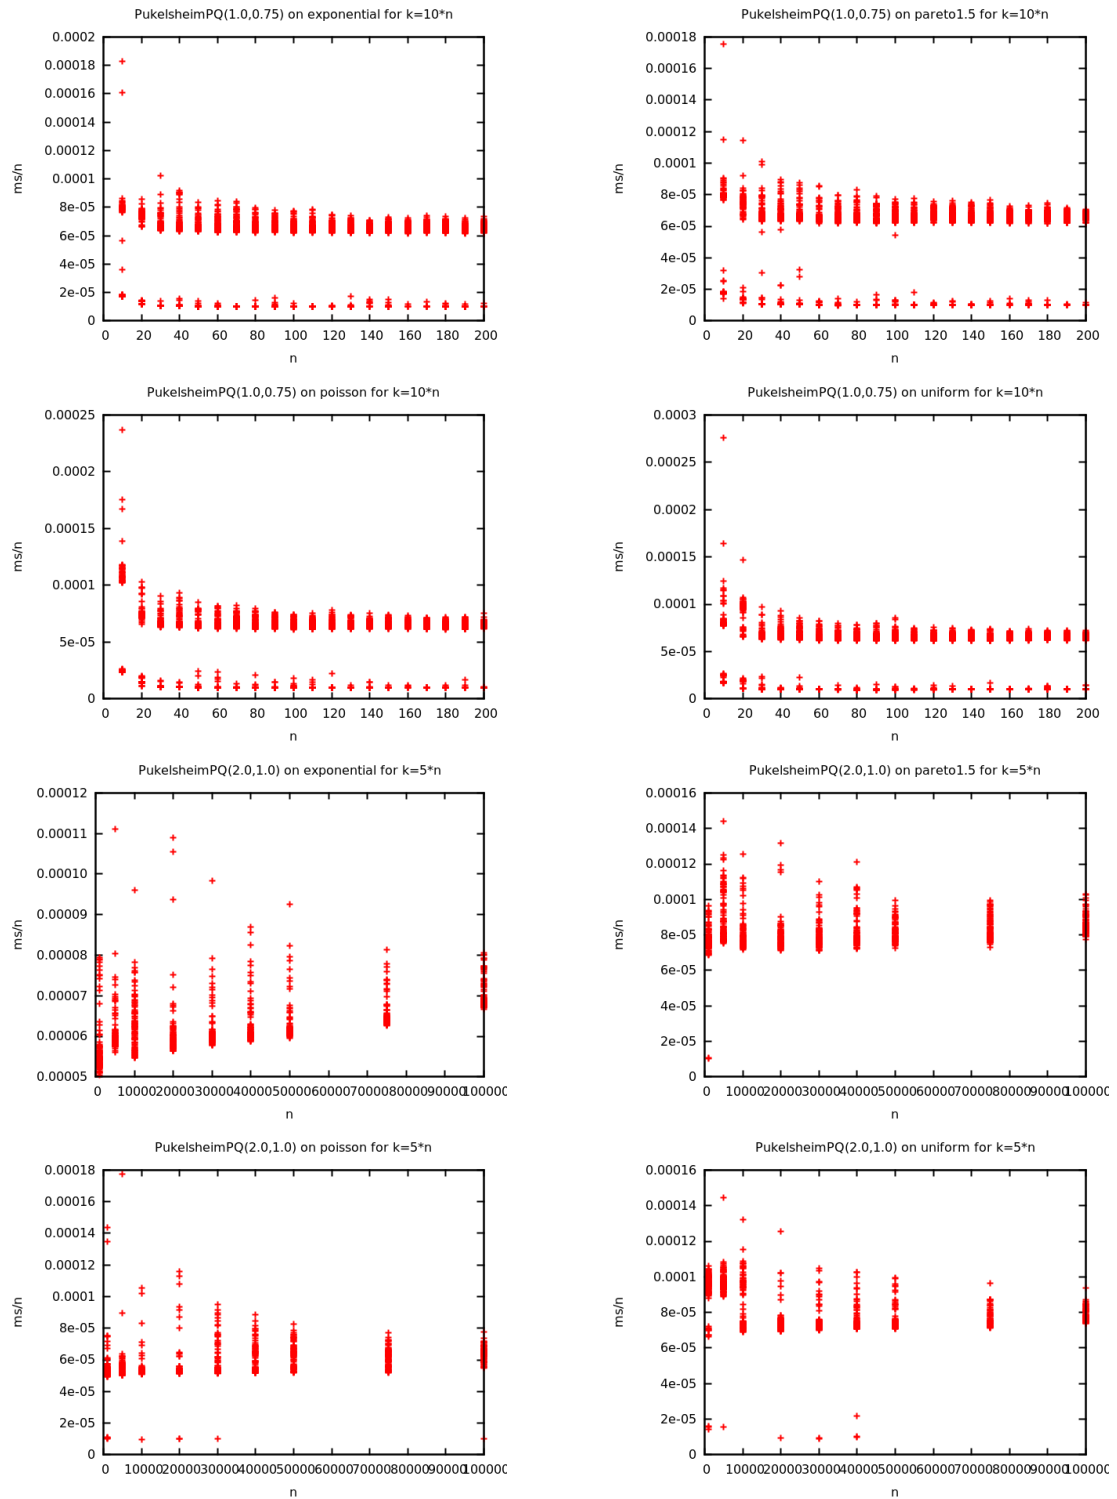 PukelsheimPQ(1.0,0.75) on exponential for k=10*n
0.0002
0.00018
0.00016
0.00014
0.00012
0.0001
8e-05
6e-05
4e-05
2e-05
0
ms/n
0 20 40 60 80 100 120 140 160 180 200
n
PukelsheimPQ(1.0,0.75) on pareto1.5 for k=10*n
0.00018
0.00016
0.00014
0.00012
0.0001
8e-05
6e-05
4e-05
2e-05
0
ms/n
0 20 40 60 80 100 120 140 160 180 200
n
PukelsheimPQ(1.0,0.75) on poisson for k=10*n
0.00025
0.0002
0.00015
0.0001
5e-05
0
ms/n
0 20 40 60 80 100 120 140 160 180 200
n
PukelsheimPQ(1.0,0.75) on uniform for k=10*n
0.0003
0.00025
0.0002
0.00015
0.0001
5e-05
0
ms/n
0 20 40 60 80 100 120 140 160 180 200
n
PukelsheimPQ(2.0,1.0) on exponential for k=5*n
0.00012
0.00011
0.0001
0.00009
0.00008
0.00007
0.00006
0.00005
ms/n
0 10000 20000 30000 40000 50000 60000 70000 80000 90000 100000
n
PukelsheimPQ(2.0,1.0) on pareto1.5 for k=5*n
0.00016
0.00014
0.00012
0.0001
8e-05
6e-05
4e-05
2e-05
0
ms/n
0 10000 20000 30000 40000 50000 60000 70000 80000 90000 100000
n
PukelsheimPQ(2.0,1.0) on poisson for k=5*n
0.00018
0.00016
0.00014
0.00012
0.0001
8e-05
6e-05
4e-05
2e-05
0
ms/n
0 10000 20000 30000 40000 50000 60000 70000 80000 90000 100000
n
PukelsheimPQ(2.0,1.0) on uniform for k=5*n
0.00016
0.00014
0.00012
0.0001
8e-05
6e-05
4e-05
2e-05
0
ms/n
0 10000 20000 30000 40000 50000 60000 70000 80000 90000 100000
n